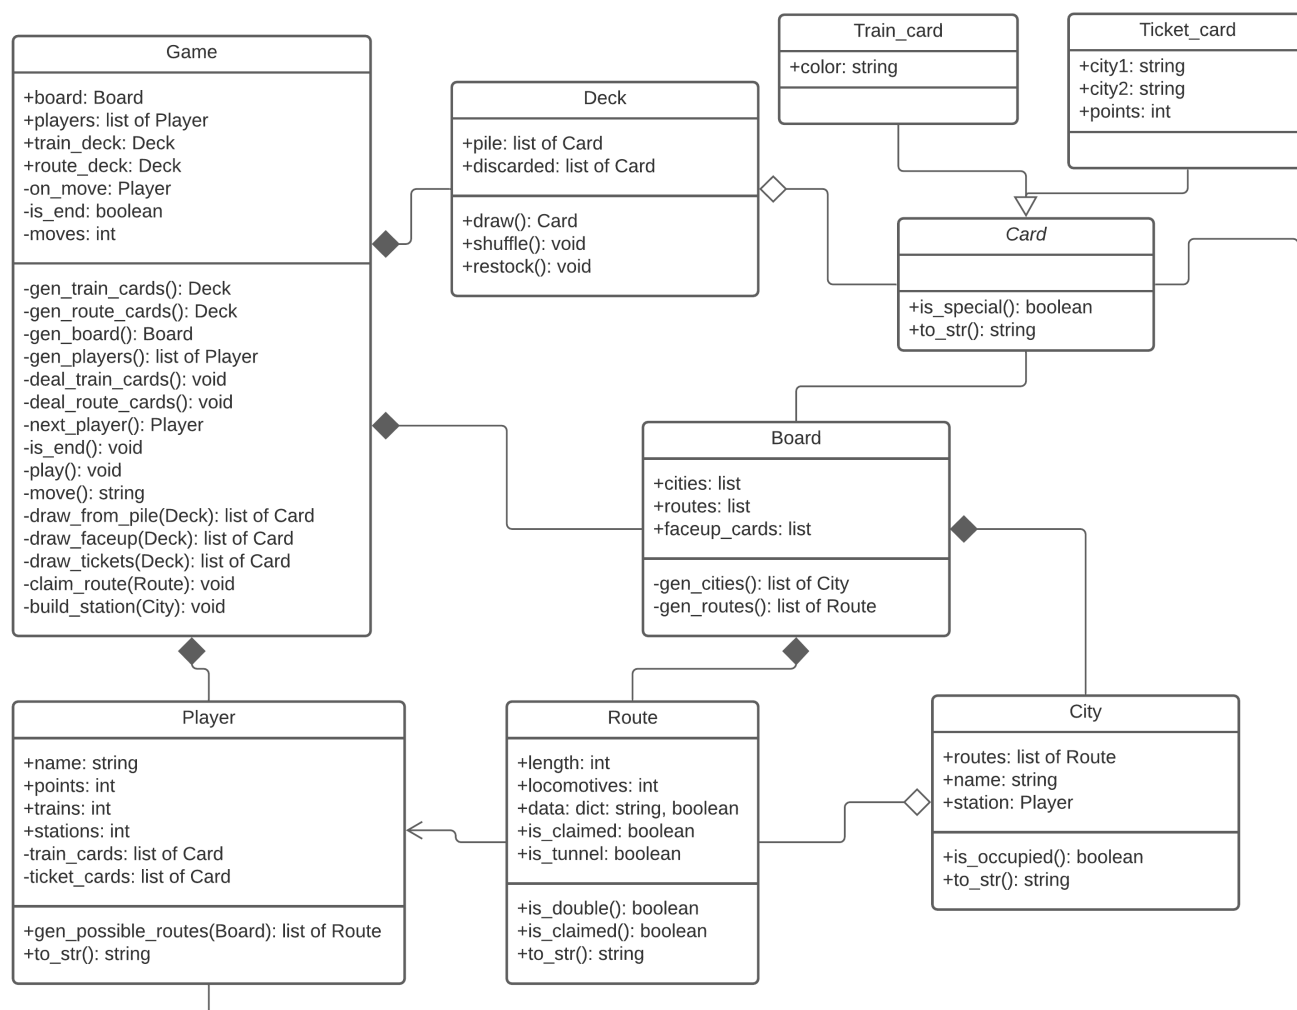 Game
+board: Board
+players: list of Player
+train_deck: Deck
+route_deck: Deck
-on_move: Player
-is_end: boolean
-moves: int
-gen_train_cards(): Deck
-gen_route_cards(): Deck
-gen_board(): Board
-gen_players(): list of Player
-deal_train_cards(): void
-deal_route_cards(): void
-next_player(): Player
-is_end(): void
-play(): void
-move(): string
-draw_from_pile(Deck): list of Card
-draw_faceup(Deck): list of Card
-draw_tickets(Deck): list of Card
-claim_route(Route): void
-build_station(City): void
Deck
+pile: list of Card
+discarded: list of Card
+draw(): Card
+shuffle(): void
+restock(): void
Train_card
+color: string
Ticket_card
+city1: string
+city2: string
+points: int
Card
+is_special(): boolean
+to_str(): string
Board
+cities: list
+routes: list
+faceup_cards: list
-gen_cities(): list of City
-gen_routes(): list of Route
Player
+name: string
+points: int
+trains: int
+stations: int
-train_cards: list of Card
-ticket_cards: list of Card
+gen_possible_routes(Board): list of Route
+to_str(): string
Route
+length: int
+locomotives: int
+data: dict: string, boolean
+is_claimed: boolean
+is_tunnel: boolean
+is_double(): boolean
+is_claimed(): boolean
+to_str(): string
City
+routes: list of Route
+name: string
+station: Player
+is_occupied(): boolean
+to_str(): string